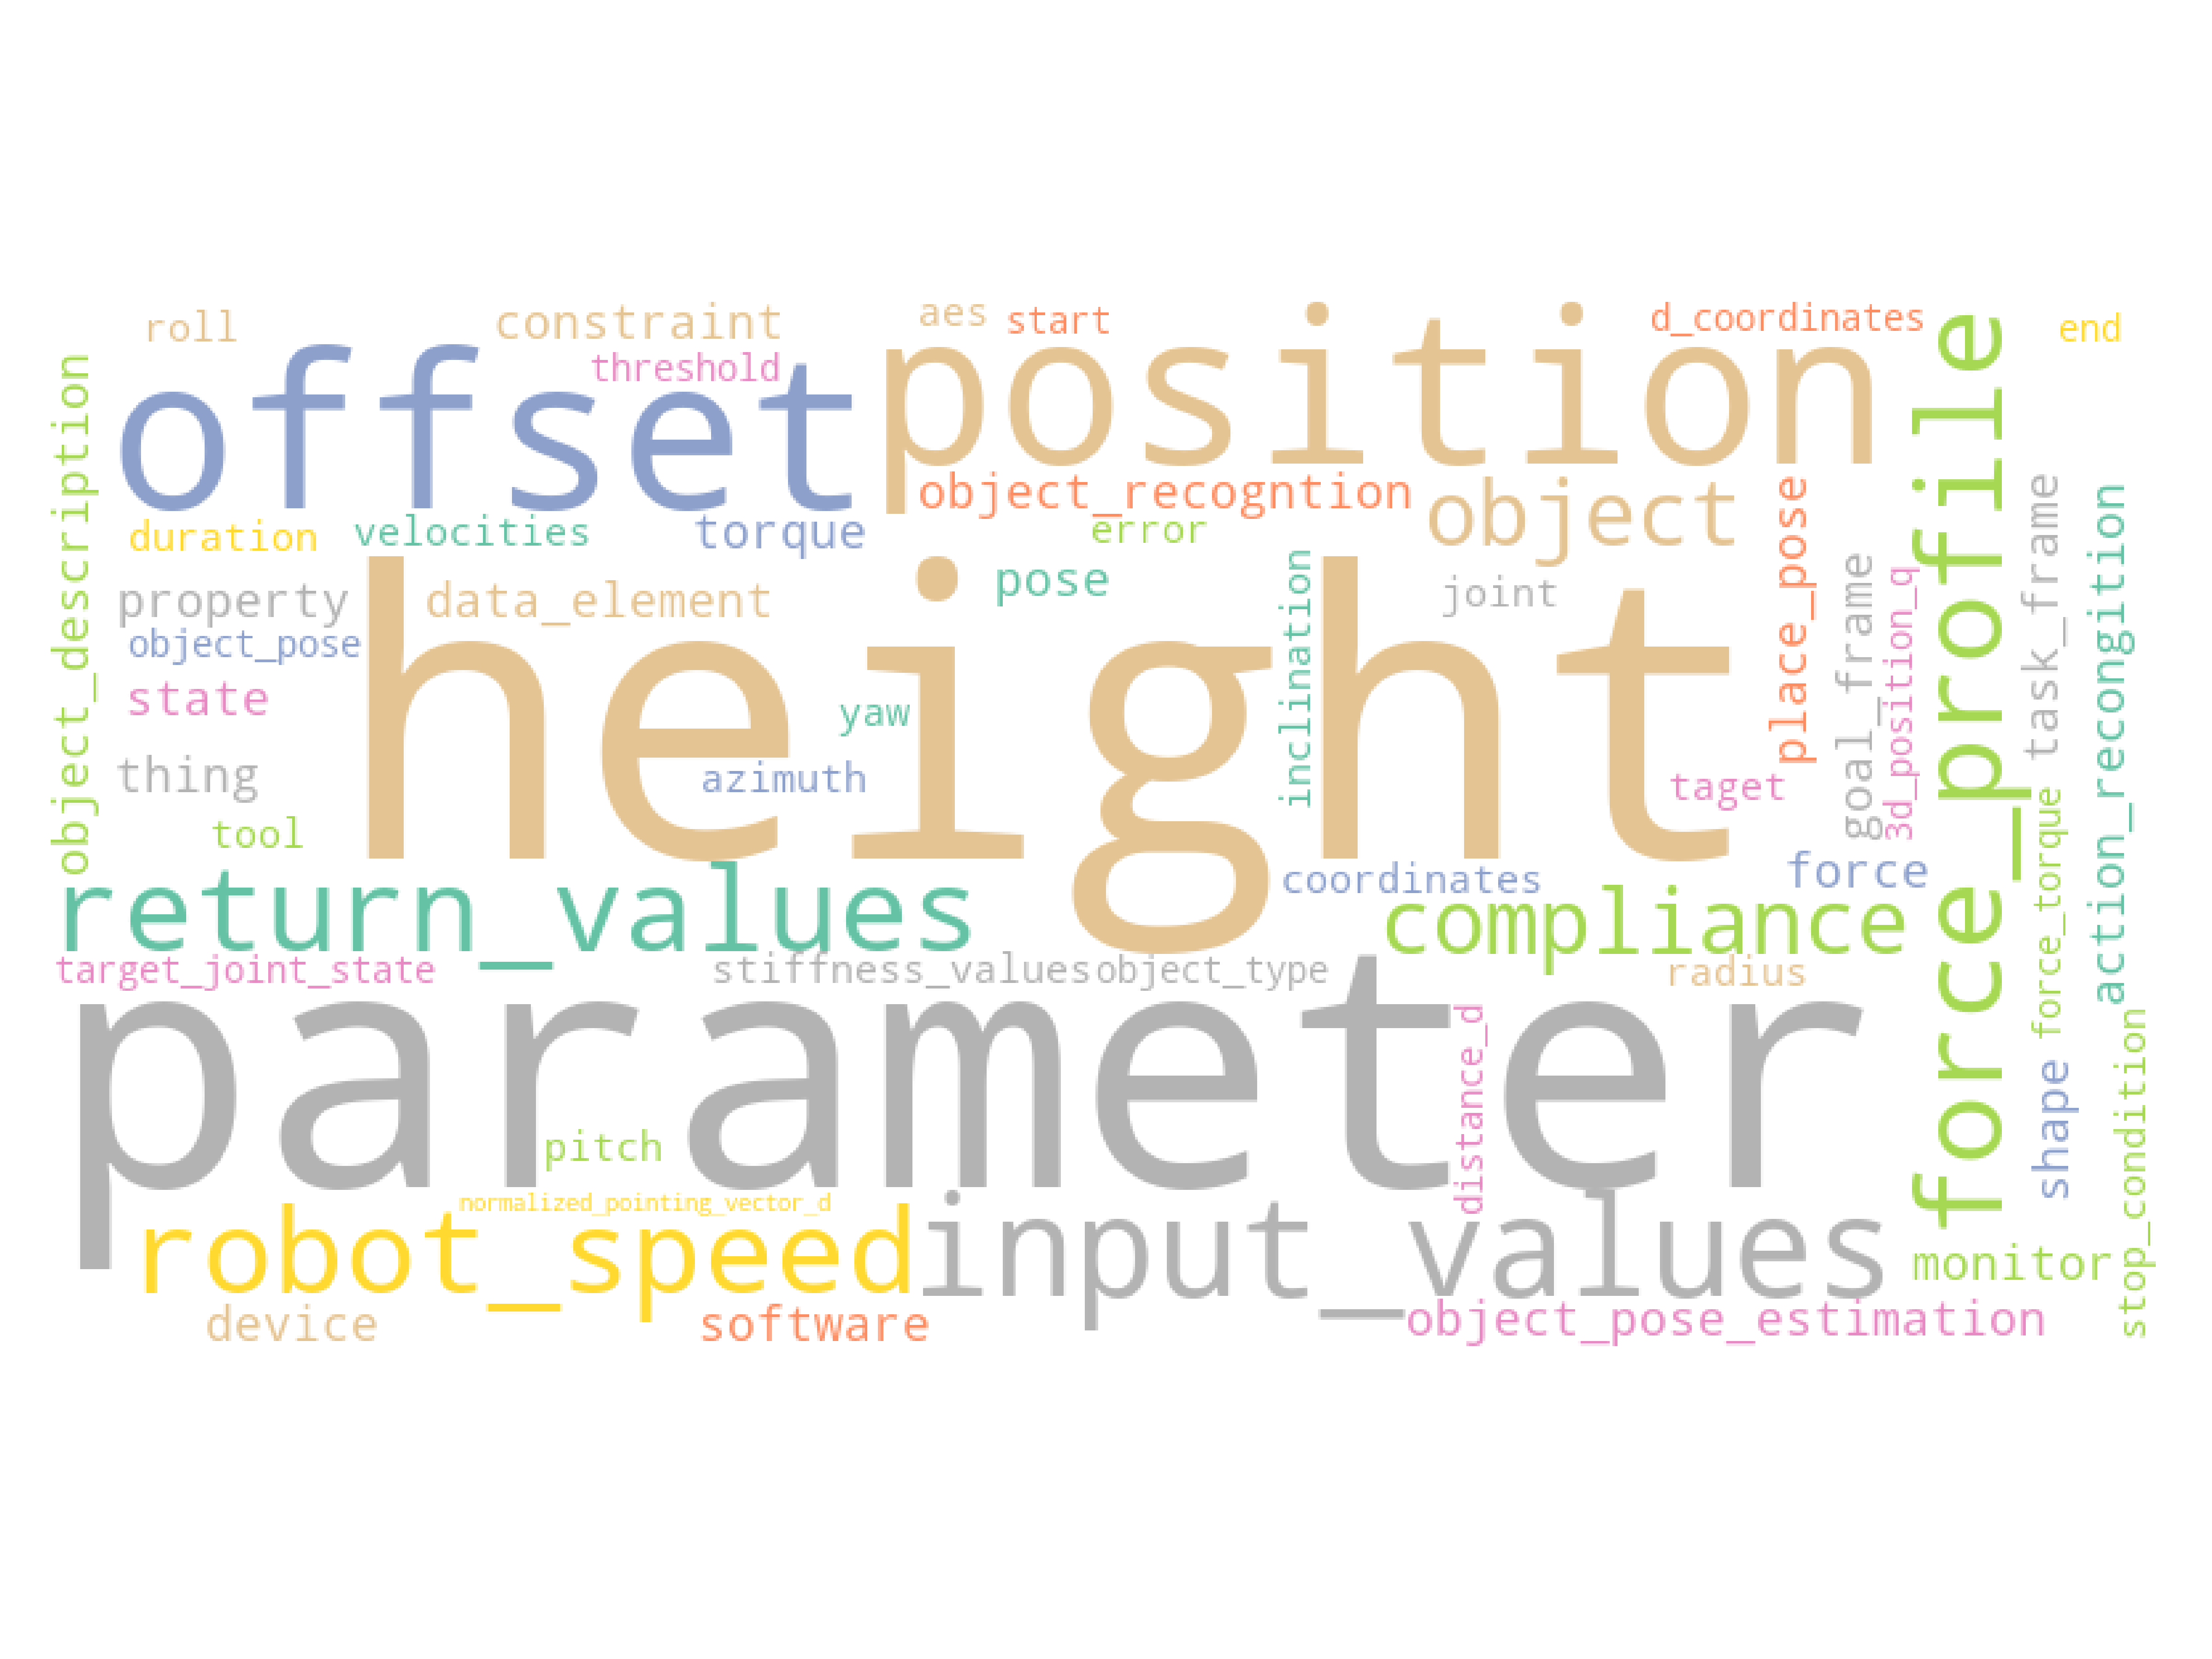 roll
constraint
aes
start
d_coordinates
end
threshold
offset
position
object_description
force_profile
object_recogntion
object
place_pose
task_frame
action_recongition
duration
velocities
torque
error
inclination
goal_frame
3d_position_q
property
data_element
pose
joint
height
object_pose
state
yaw
thing
azimuth
taget
tool
force_torque
return_values
coordinates
force
compliance
target_joint_state
stiffness_values
object_type
radius
parameter
distance_d
shape
stop_condition
pitch
normalized_pointing_vector_d
robot_speed
input_values
monitor
device
software
object_pose_estimation